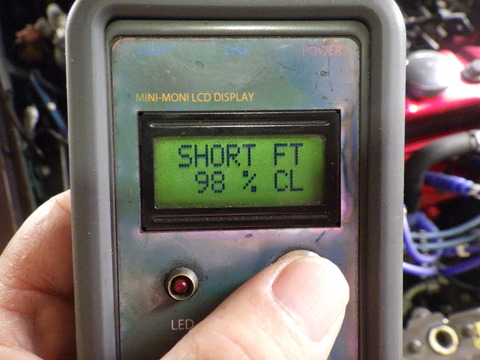 POWER
MINI-MONI LCD DISPLAY
SHORT FT
98 % CL
LED